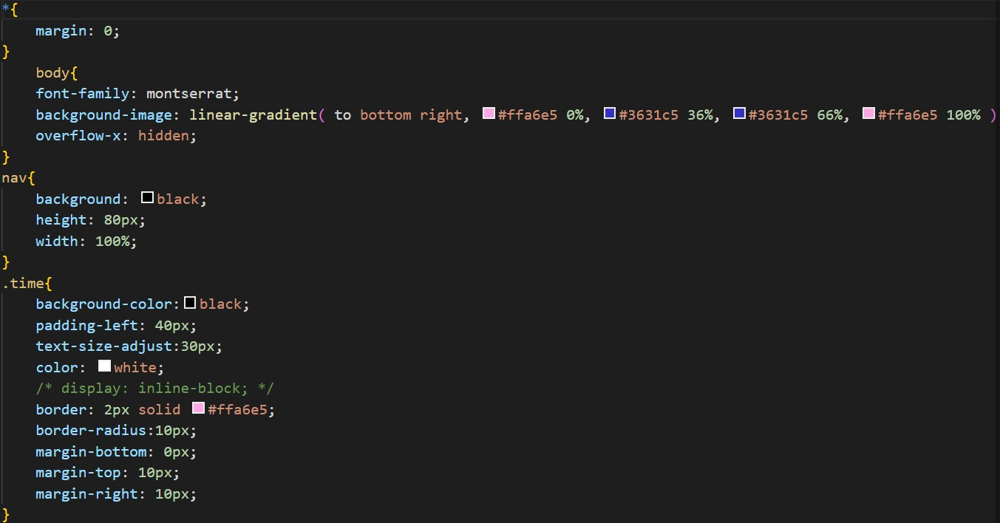 *{
    margin: 0;
}
    body{
    font-family: montserrat;
    background-image: linear-gradient( to bottom right, #ffa6e5 0%, #3631c5 36%, #3631c5 66%, #ffa6e5 100% )
    overflow-x: hidden;
}
nav{
    background: black;
    height: 80px;
    width: 100%;
}
.time{
    background-color:black;
    padding-left: 40px;
    text-size-adjust:30px;
    color: white;
    /* display: inline-block; */
    border: 2px solid #ffa6e5;
    border-radius:10px;
    margin-bottom: 0px;
    margin-top: 10px;
    margin-right: 10px;
}